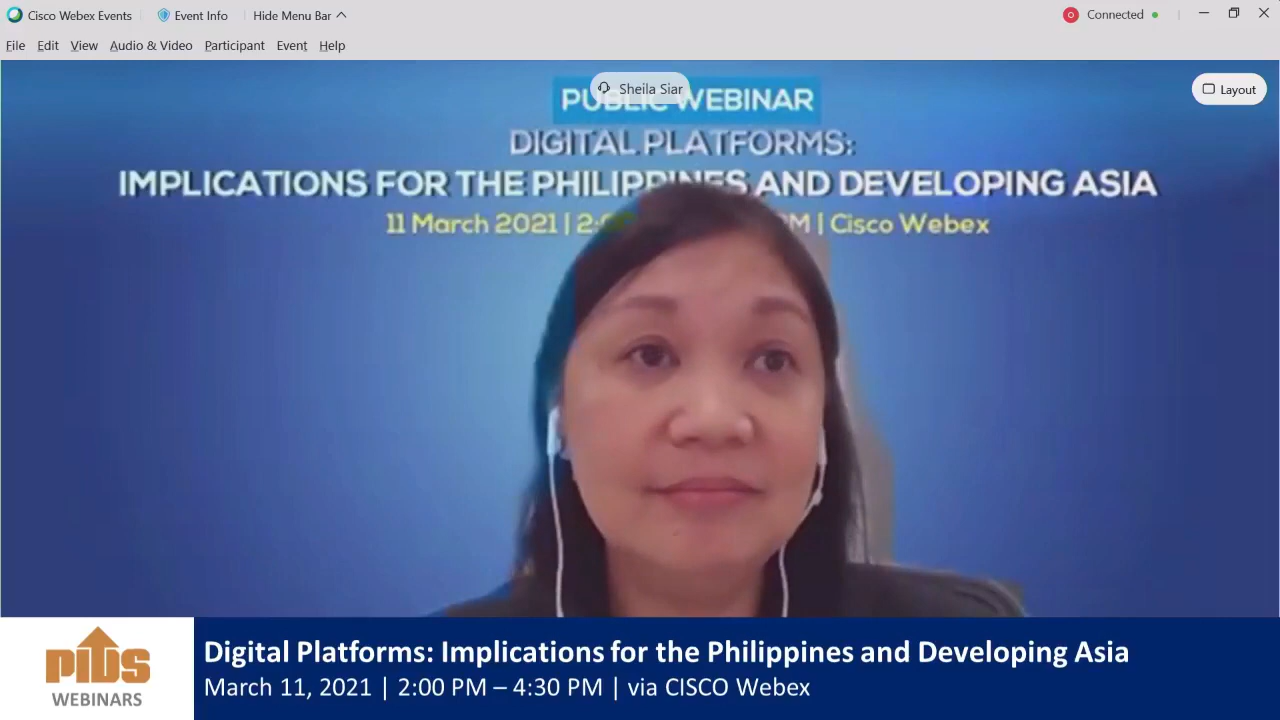 Cisco Webex Events Event Info Hide Menu Bar Connected
File Edit View Audio & Video Participant Event Help
Sheila Siar
Layout
PUBLIC WEBINAR
DIGITAL PLATFORMS:
IMPLICATIONS FOR THE PHILIPPINES AND DEVELOPING ASIA
11 March 2021 | 2: M | Cisco Webex
PIDS
WEBINARS
Digital Platforms: Implications for the Philippines and Developing Asia
March 11, 2021 | 2:00 PM – 4:30 PM | via CISCO Webex